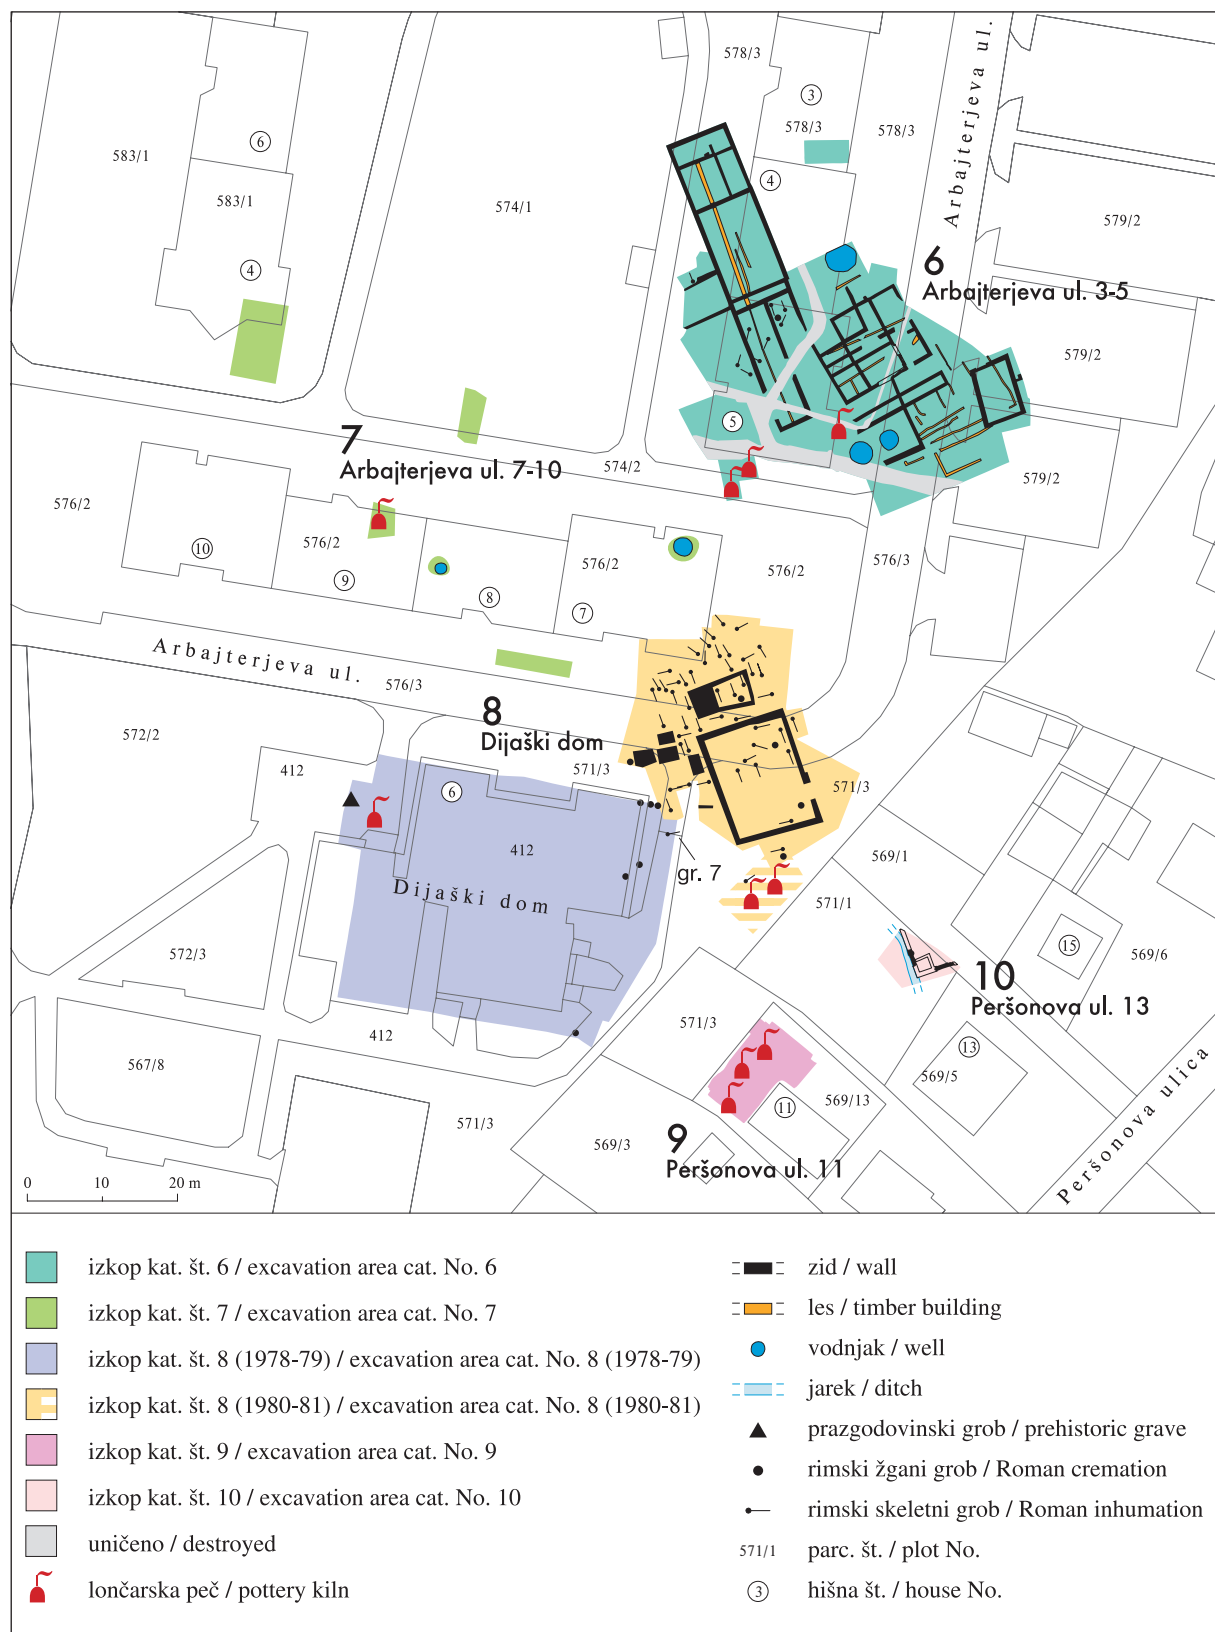 578/3
Arbajterjeva ul.
3
578/3
578/3
6
583/1
583/1
4
574/1
4
579/2
6
Arbajterjeva ul. 3-5
579/2
5
7
Arbajterjeva ul. 7-10
574/2
579/2
576/2
10
576/2
9
8
576/2
7
576/2
576/3
Arbajterjeva ul.
576/3
8
Dijaški dom
572/2
412
571/3
6
571/3
412
gr. 7
Dijaški dom
569/1
571/1
15
569/6
572/3
10
Peršonova ul. 13
412
571/3
13
567/8
569/5
11
569/13
571/3
569/3
9
Peršonova ul. 11
Peršonova ulica
0 10 20 m
izkop kat. št. 6 / excavation area cat. No. 6
izkop kat. št. 7 / excavation area cat. No. 7
izkop kat. št. 8 (1978-79) / excavation area cat. No. 8 (1978-79)
izkop kat. št. 8 (1980-81) / excavation area cat. No. 8 (1980-81)
izkop kat. št. 9 / excavation area cat. No. 9
izkop kat. št. 10 / excavation area cat. No. 10
uničeno / destroyed
lončarska peč / pottery kiln
zid / wall
les / timber building
vodnjak / well
jarek / ditch
prazgodovinski grob / prehistoric grave
rimski žgani grob / Roman cremation
rimski skeletni grob / Roman inhumation
571/1 parc. št. / plot No.
3 hišna št. / house No.